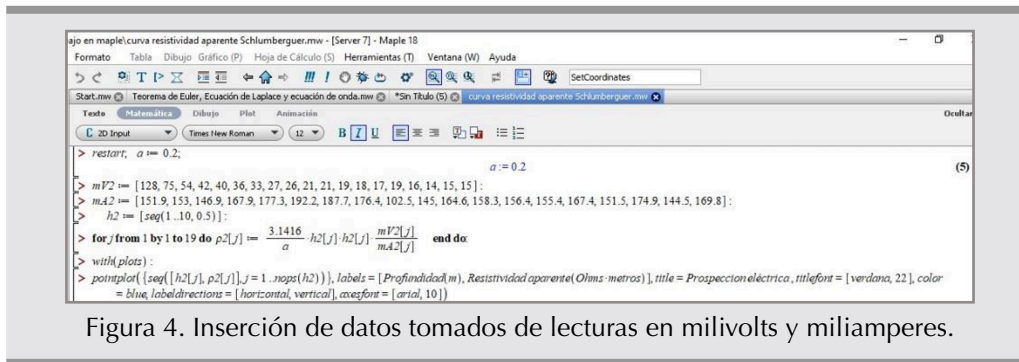 ajo en maple\curva resistividad aparente Schlumberguer.mw - [Server 7] - Maple 18
Formato Tabla Dibujo Gráfico (P) Hoja de Cálculo (S) Herramientas (T) Ventana (W) Ayuda
SetCoordinates
Start.mw Teorema de Euler, Ecuación de Laplace y ecuación de onda.mw *Sin Título (5) curva resistividad aparente Schlumberguer.mw
Texto Matemática Dibujo Plot Animación Ocultar
C 2D Input Times New Roman 12 B I U
> restart; a := 0.2;
a := 0.2 (5)
> mV2 := [128, 75, 54, 42, 40, 36, 33, 27, 26, 21, 21, 19, 18, 17, 19, 16, 14, 15, 15] :
> mA2 := [151.9, 153, 146.9, 167.9, 177.3, 192.2, 187.7, 176.4, 102.5, 145, 164.6, 158.3, 156.4, 155.4, 167.4, 151.5, 174.9, 144.5, 169.8] :
> h2 := [seq(1 ..10, 0.5)] :
> for j from 1 by 1 to 19 do ρ2[j] := 3.1416/a ·h2[j]·h2[j]· mV2[j]/mA2[j] end do:
> with(plots) :
> pointplot({seq([h2[j], ρ2[j]], j = 1 ..nops(h2))}, labels = [Profundidad(m), Resistividad aparente(Ohms·metros)], title = Prospeccion eléctrica, titlefont = [verdana, 22], color
= blue, labeldirections = [horizontal, vertical], axesfont = [arial, 10])
Figura 4. Inserción de datos tomados de lecturas en milivolts y miliamperes.